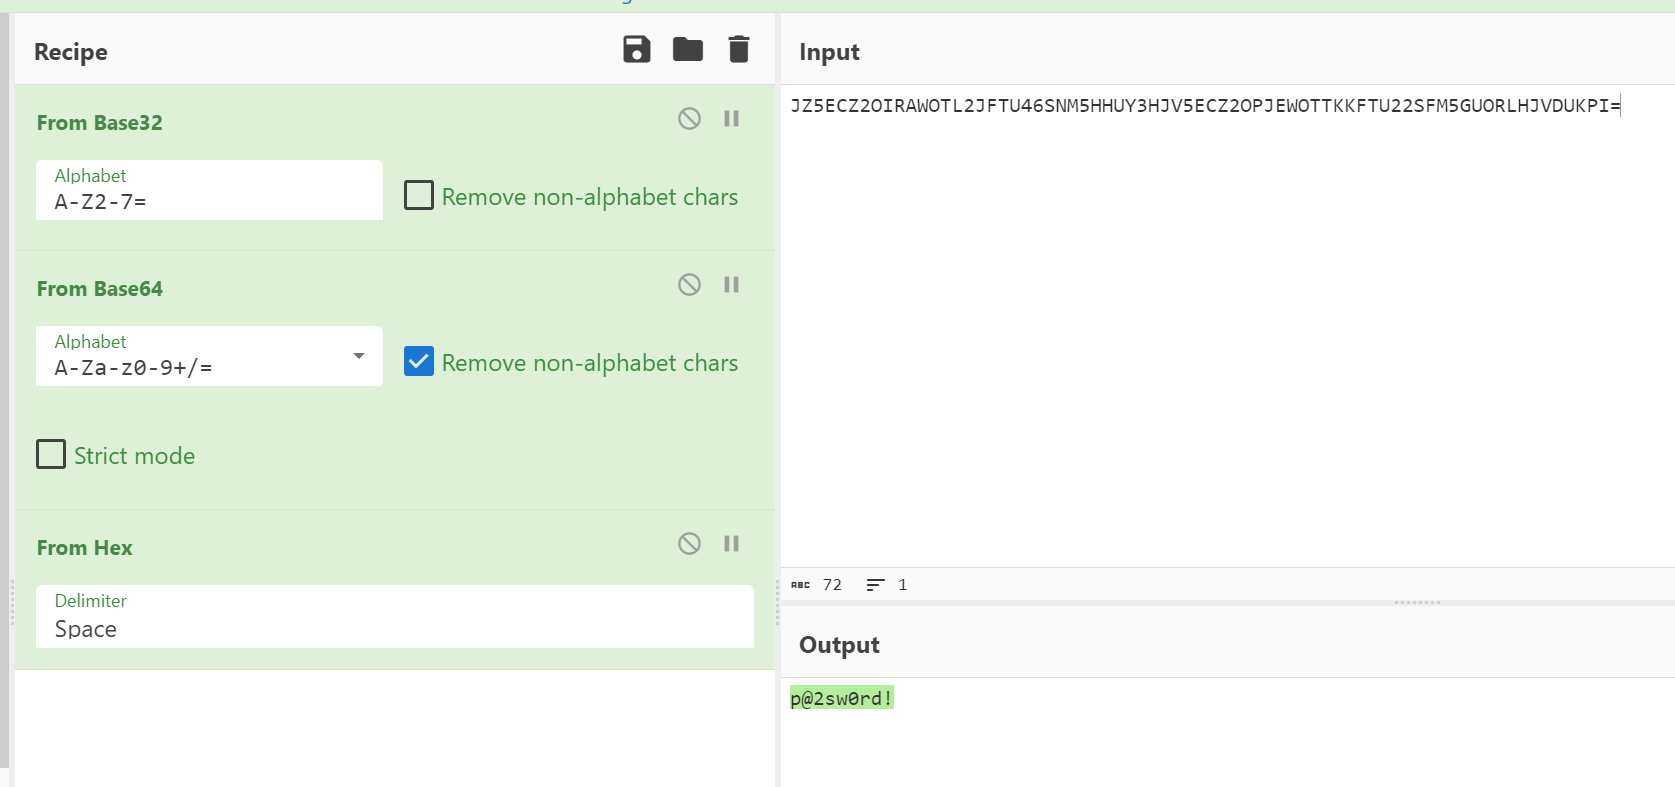 Recipe
From Base32
Alphabet
A-Z2-7=
Remove non-alphabet chars
From Base64
Alphabet
A-Za-z0-9+/=
Remove non-alphabet chars
Strict mode
From Hex
Delimiter
Space
Input
JZ5ECZ2OIRAWOTL2JFTU46SNM5HHUY3HJV5ECZ2OPJEWOTTKKFTU22SFM5GUORLHJVDUKPI=
ABC 72 1
Output
p@2sw0rd!